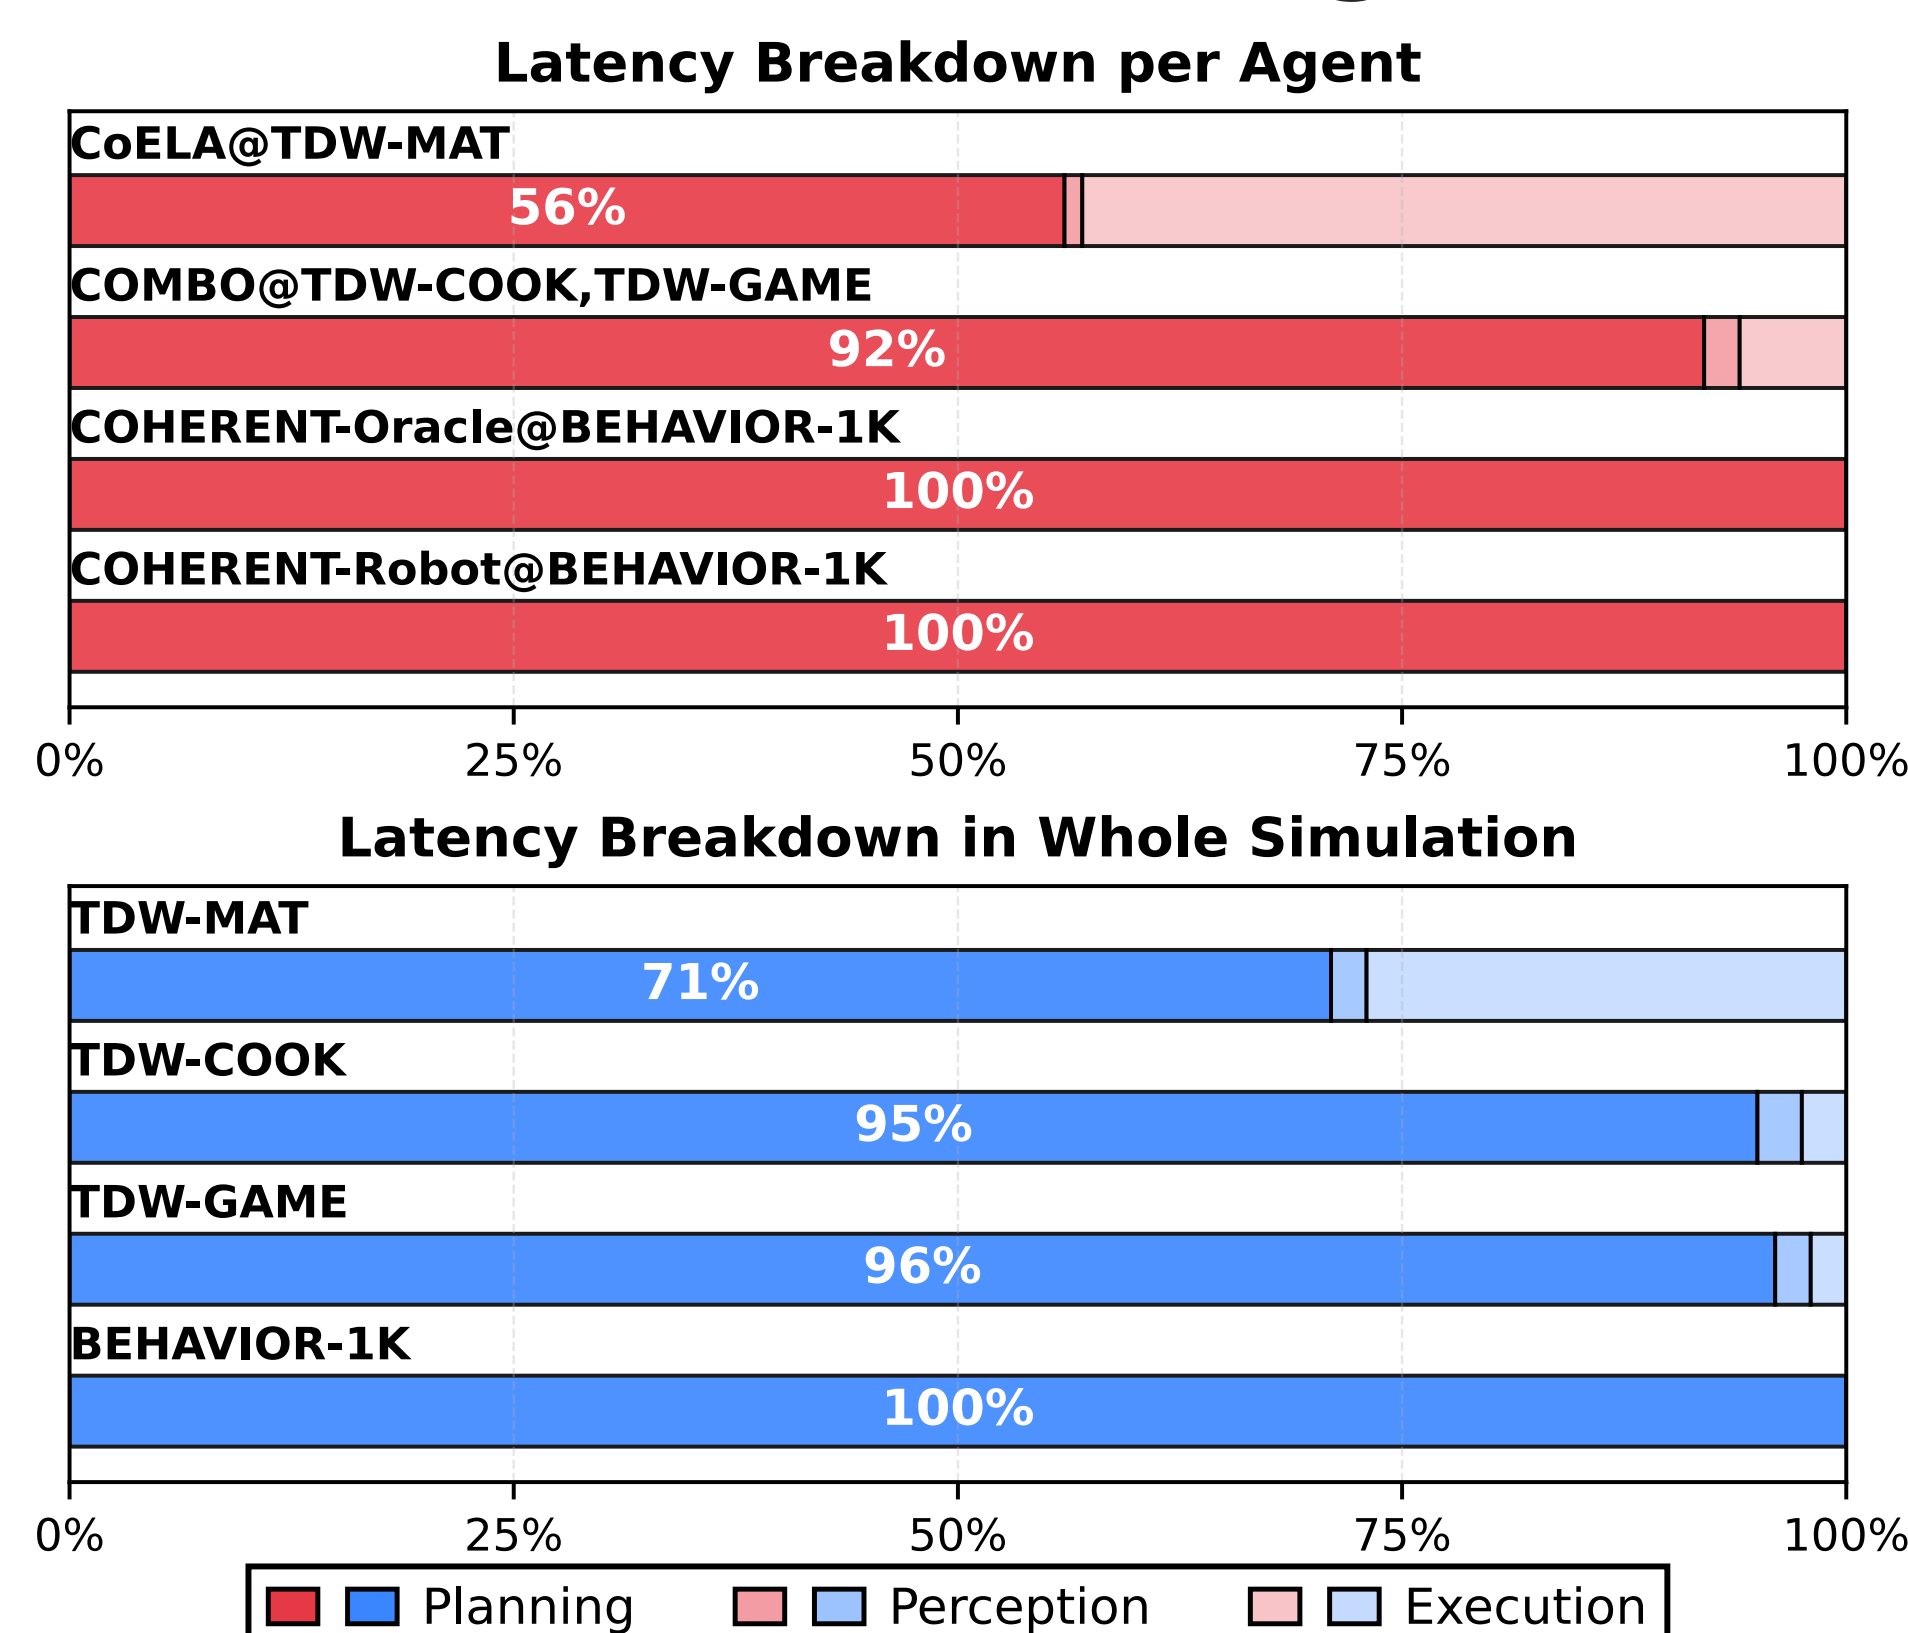 Latency Breakdown per Agent
CoELA@TDW-MAT
56%
COMBO@TDW-COOK,TDW-GAME
92%
COHERENT-Oracle@BEHAVIOR-1K
100%
COHERENT-Robot@BEHAVIOR-1K
100%
0% 25% 50% 75% 100%
Latency Breakdown in Whole Simulation
TDW-MAT
71%
TDW-COOK
95%
TDW-GAME
96%
BEHAVIOR-1K
100%
0% 25% 50% 75% 100%
Planning Perception Execution